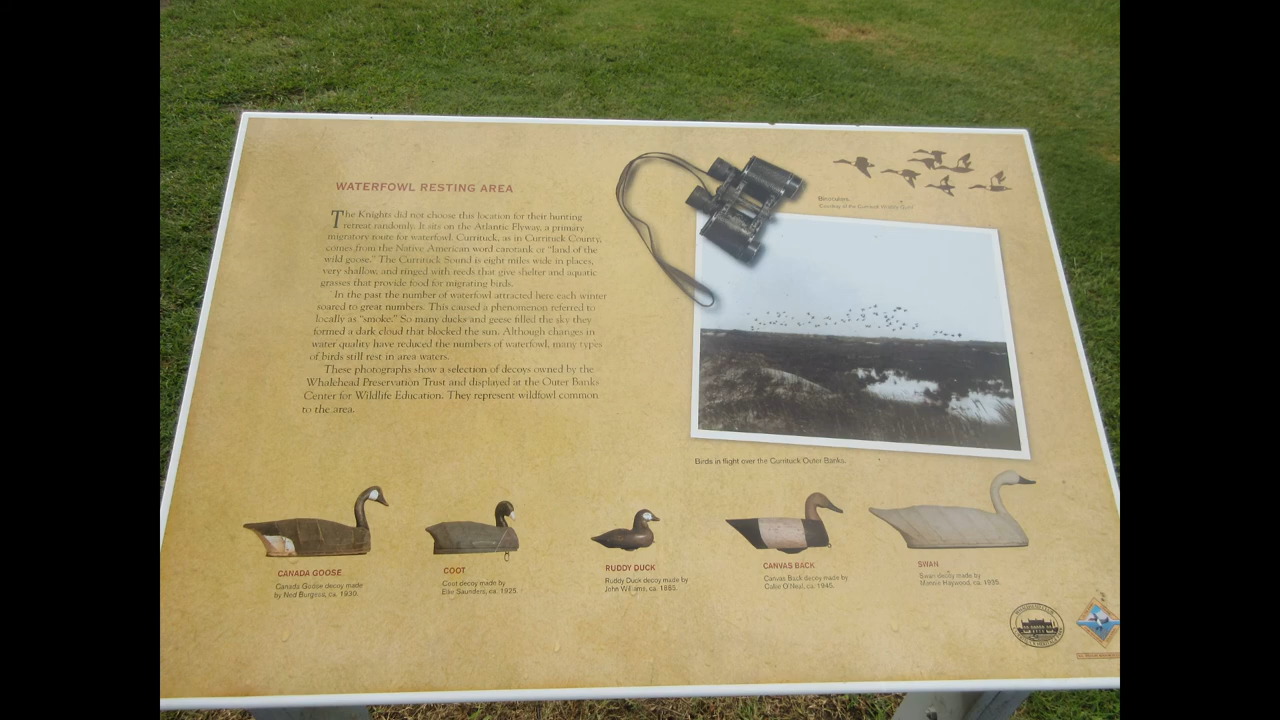 WATERFOWL RESTING AREA
The Knights did not choose this location for their hunting
retreat randomly. It sits on the Atlantic Flyway, a primary
migratory route for waterfowl. Currituck, as in Currituck County,
comes from the Native American word carotank or "land of the
wild goose." The Currituck Sound is eight miles wide in places,
very shallow, and ringed with reeds that give shelter and aquatic
grasses that provide food for migrating birds.
In the past the number of waterfowl attracted here each winter
soared to great numbers. This caused a phenomenon referred to
locally as "smoke." So many ducks and geese filled the sky they
formed a dark cloud that blocked the sun. Although changes in
water quality have reduced the numbers of waterfowl, many types
of birds still rest in area waters.
These photographs show a selection of decoys owned by the
Whalehead Preservation Trust and displayed at the Outer Banks
Center for Wildlife Education. They represent wildfowl common
to the area.
Courtesy of the Currituck Wildlife Guild
Birds in flight over the Currituck Outer Banks.
CANADA GOOSE
Canada Goose decoy made
by Ned Burgess, ca. 1930.
COOT
Coot decoy made by
Saunders, ca. 1925.
RUDDY DUCK
Ruddy Duck decoy made by
John Williams, ca.
CANVAS BACK
Canvas Back decoy made by
O'Neal, ca. 1945.
SWAN
Swan decoy made by
Haywood, ca.